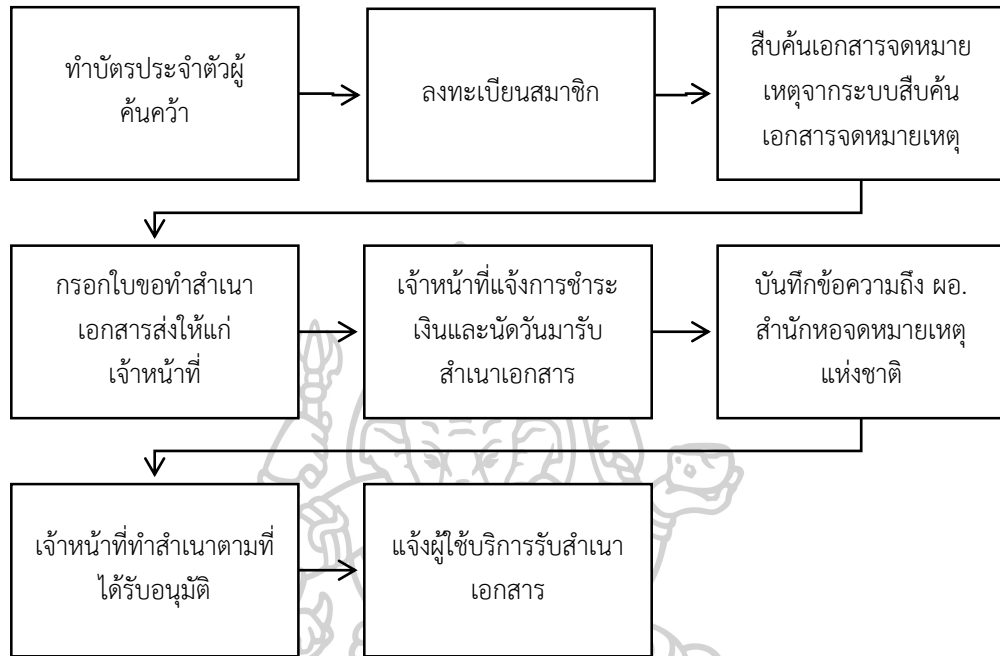 ทำบัตรประจำตัวผู้
ค้นคว้า
ลงทะเบียนสมาชิก
สืบค้นเอกสารจดหมาย
เหตุจากระบบสืบค้น
เอกสารจดหมายเหตุ
กรอกใบขอทำสำเนา
เอกสารส่งให้แก่
เจ้าหน้าที่
เจ้าหน้าที่แจ้งการชำระ
เงินและนัดวันมารับ
สำเนาเอกสาร
บันทึกข้อความถึง ผอ.
สำนักหอจดหมายเหตุ
แห่งชาติ
เจ้าหน้าที่ทำสำเนาตามที่
ได้รับอนุมัติ
แจ้งผู้ใช้บริการรับสำเนา
เอกสาร